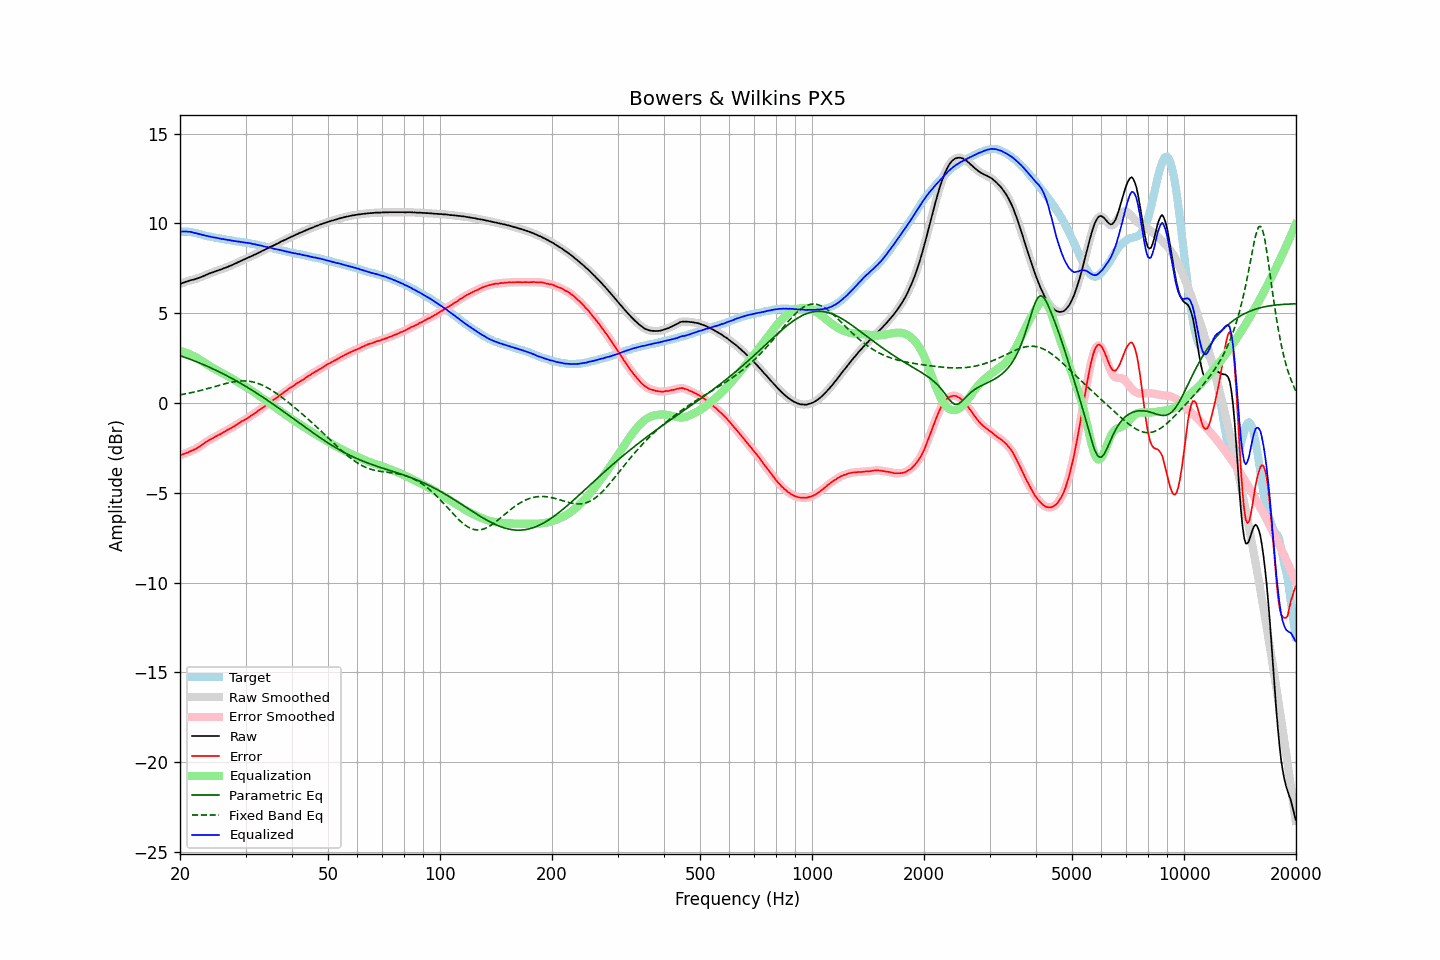 Bowers & Wilkins PX5
15
10
5
0
−5
−10
−15
−20
−25
Amplitude (dBr)
Target
Raw Smoothed
Error Smoothed
Raw
Error
Equalization
Parametric Eq
Fixed Band Eq
Equalized
20 50 100 200 500 1000 2000 5000 10000 20000
Frequency (Hz)